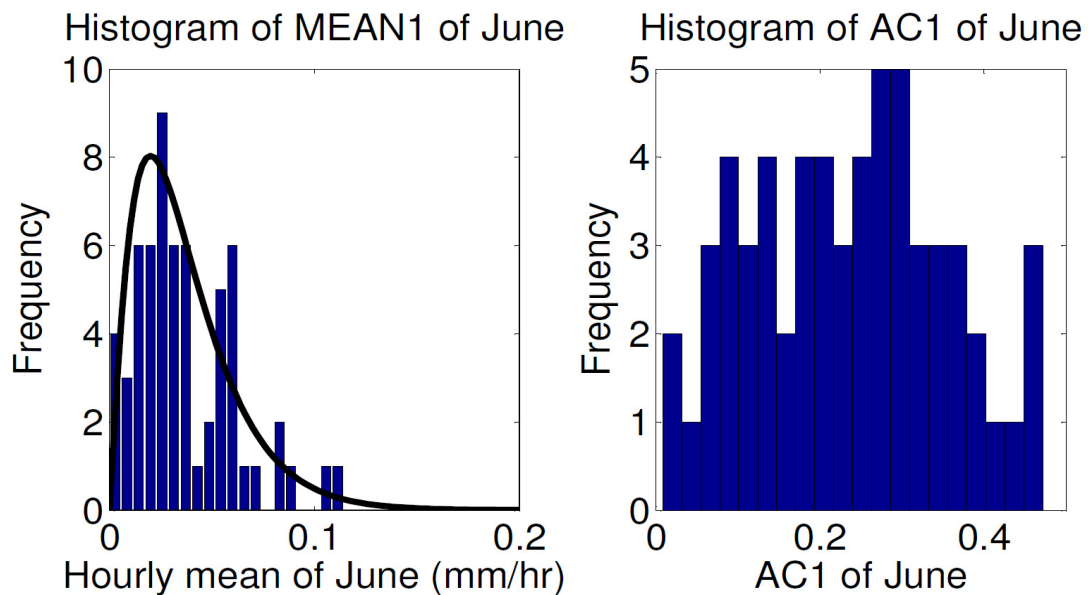 Histogram of MEAN1 of June
10
8
6
4
2
0
Frequency
0 0.1 0.2
Hourly mean of June (mm/hr)
Histogram of AC1 of June
5
4
3
2
1
0
Frequency
0 0.2 0.4
AC1 of June